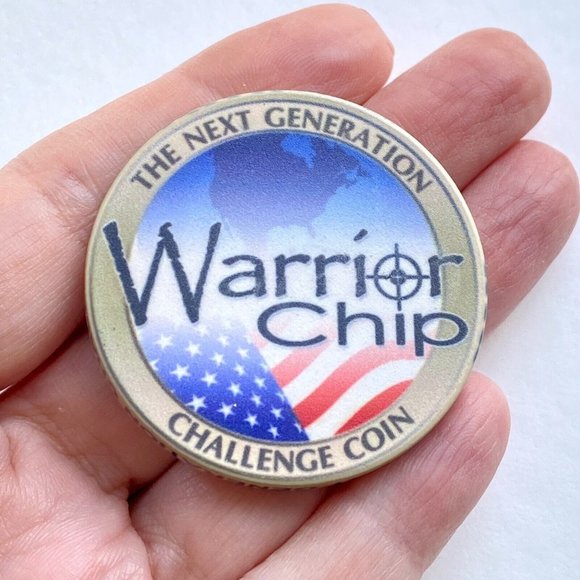 THE NEXT GENERATION
Warrior
Chip
CHALLENGE COIN